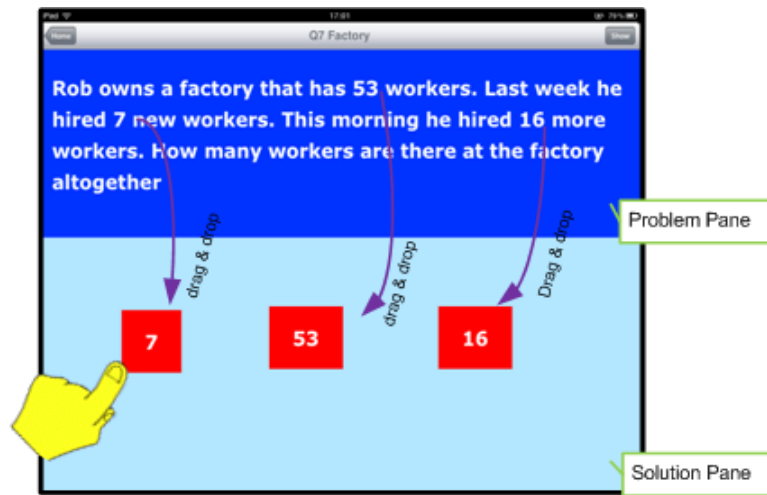 iPad 17:01 79%
Home Q7 Factory Show
Rob owns a factory that has 53 workers. Last week he
hired 7 new workers. This morning he hired 16 more
workers. How many workers are there at the factory
altogether
Problem Pane
drag & drop
drag & drop
Drag & drop
7 53 16
Solution Pane